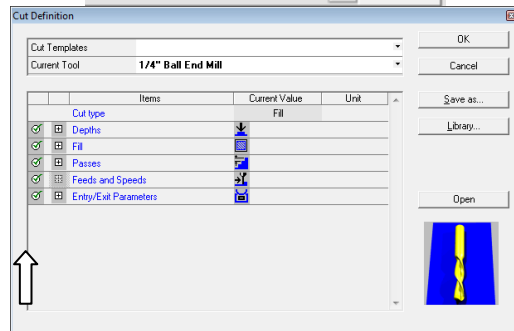 Cut Definition
Cut Templates
Current Tool 1/4" Ball End Mill
Items Current Value Unit
Cut type Fill
Depths
Fill
Passes
Feeds and Speeds
Entry/Exit Parameters
OK
Cancel
Save as...
Library...
Open